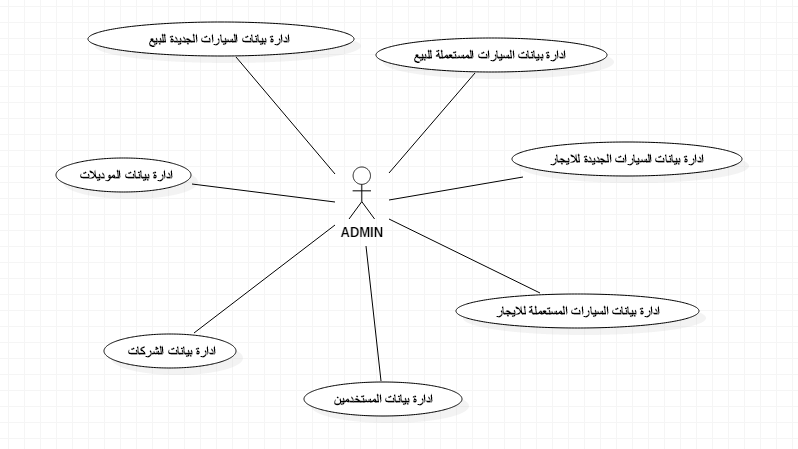 ادارة بيانات السيارات الجديدة للبيع
ادارة بيانات السيارات المستعملة للبيع
ادارة بيانات السيارات الجديدة للايجار
ادارة بيانات الموديلات
ADMIN
ادارة بيانات السيارات المستعملة للايجار
ادارة بيانات الشركات
ادارة بيانات المستخدمين